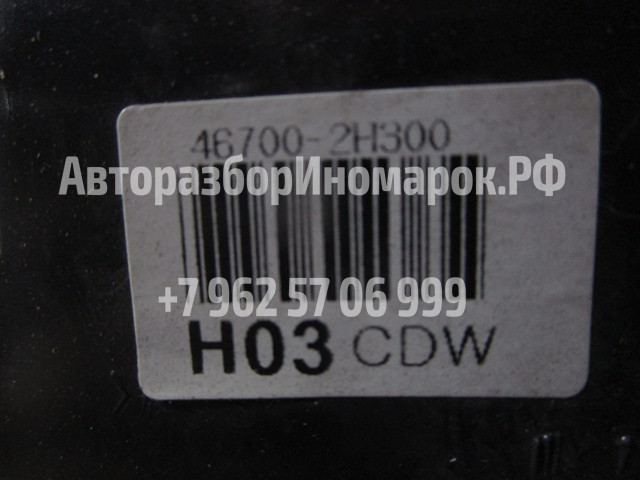 46700-2H300
АвторазборИномарок.РФ
+7 962 57 06 999
H03 CDW